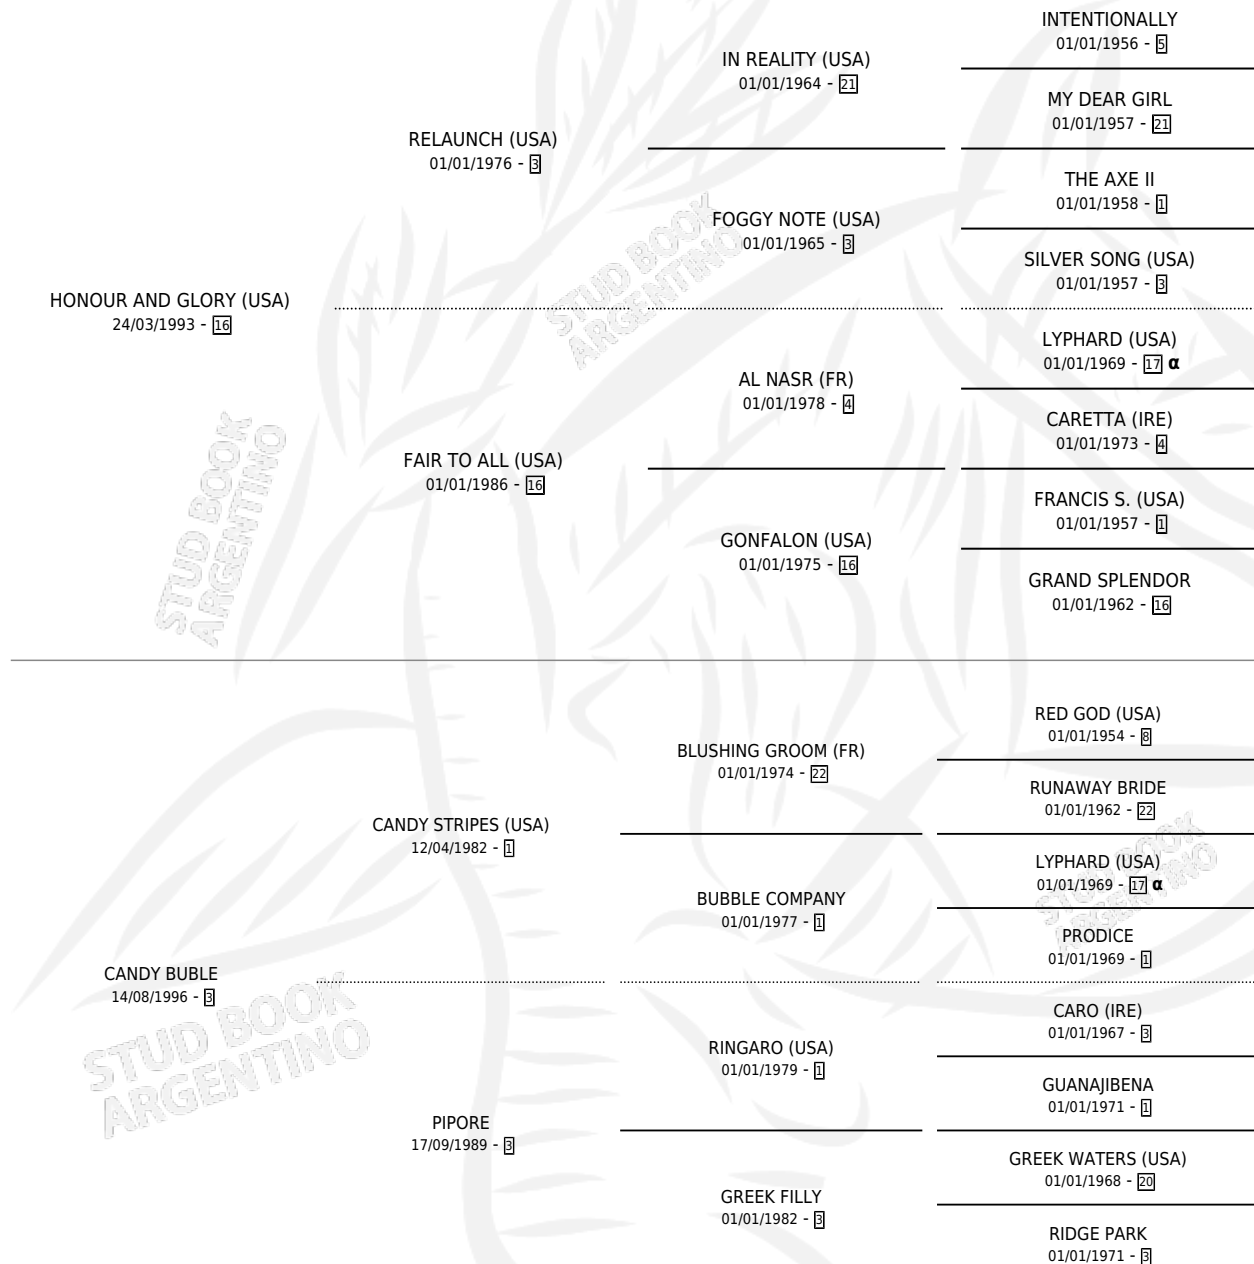 INTENTIONALLY
01/01/1956 - 5
IN REALITY (USA)
01/01/1964 - 21
MY DEAR GIRL
01/01/1957 - 21
RELAUNCH (USA)
01/01/1976 - 3
THE AXE II
01/01/1958 - 1
FOGGY NOTE (USA)
01/01/1965 - 3
SILVER SONG (USA)
01/01/1957 - 3
HONOUR AND GLORY (USA)
24/03/1993 - 16
LYPHARD (USA)
01/01/1969 - 17 α
AL NASR (FR)
01/01/1978 - 4
CARETTA (IRE)
01/01/1973 - 4
FAIR TO ALL (USA)
01/01/1986 - 16
FRANCIS S. (USA)
01/01/1957 - 1
GONFALON (USA)
01/01/1975 - 16
GRAND SPLENDOR
01/01/1962 - 16
RED GOD (USA)
01/01/1954 - 8
BLUSHING GROOM (FR)
01/01/1974 - 22
RUNAWAY BRIDE
01/01/1962 - 22
CANDY STRIPES (USA)
12/04/1982 - 1
LYPHARD (USA)
01/01/1969 - 17 α
BUBBLE COMPANY
01/01/1977 - 1
PRODICE
01/01/1969 - 1
CANDY BUBLE
14/08/1996 - 3
CARO (IRE)
01/01/1967 - 3
RINGARO (USA)
01/01/1979 - 1
GUANAJIBENA
01/01/1971 - 1
PIPORE
17/09/1989 - 3
GREEK WATERS (USA)
01/01/1968 - 20
GREEK FILLY
01/01/1982 - 3
RIDGE PARK
01/01/1971 - 3
STUD BOOK
ARGENTINO
STUD BOOK
ARGENTINO
STUD BOOK
ARGENTINO
STUD BOOK
ARGENTINO